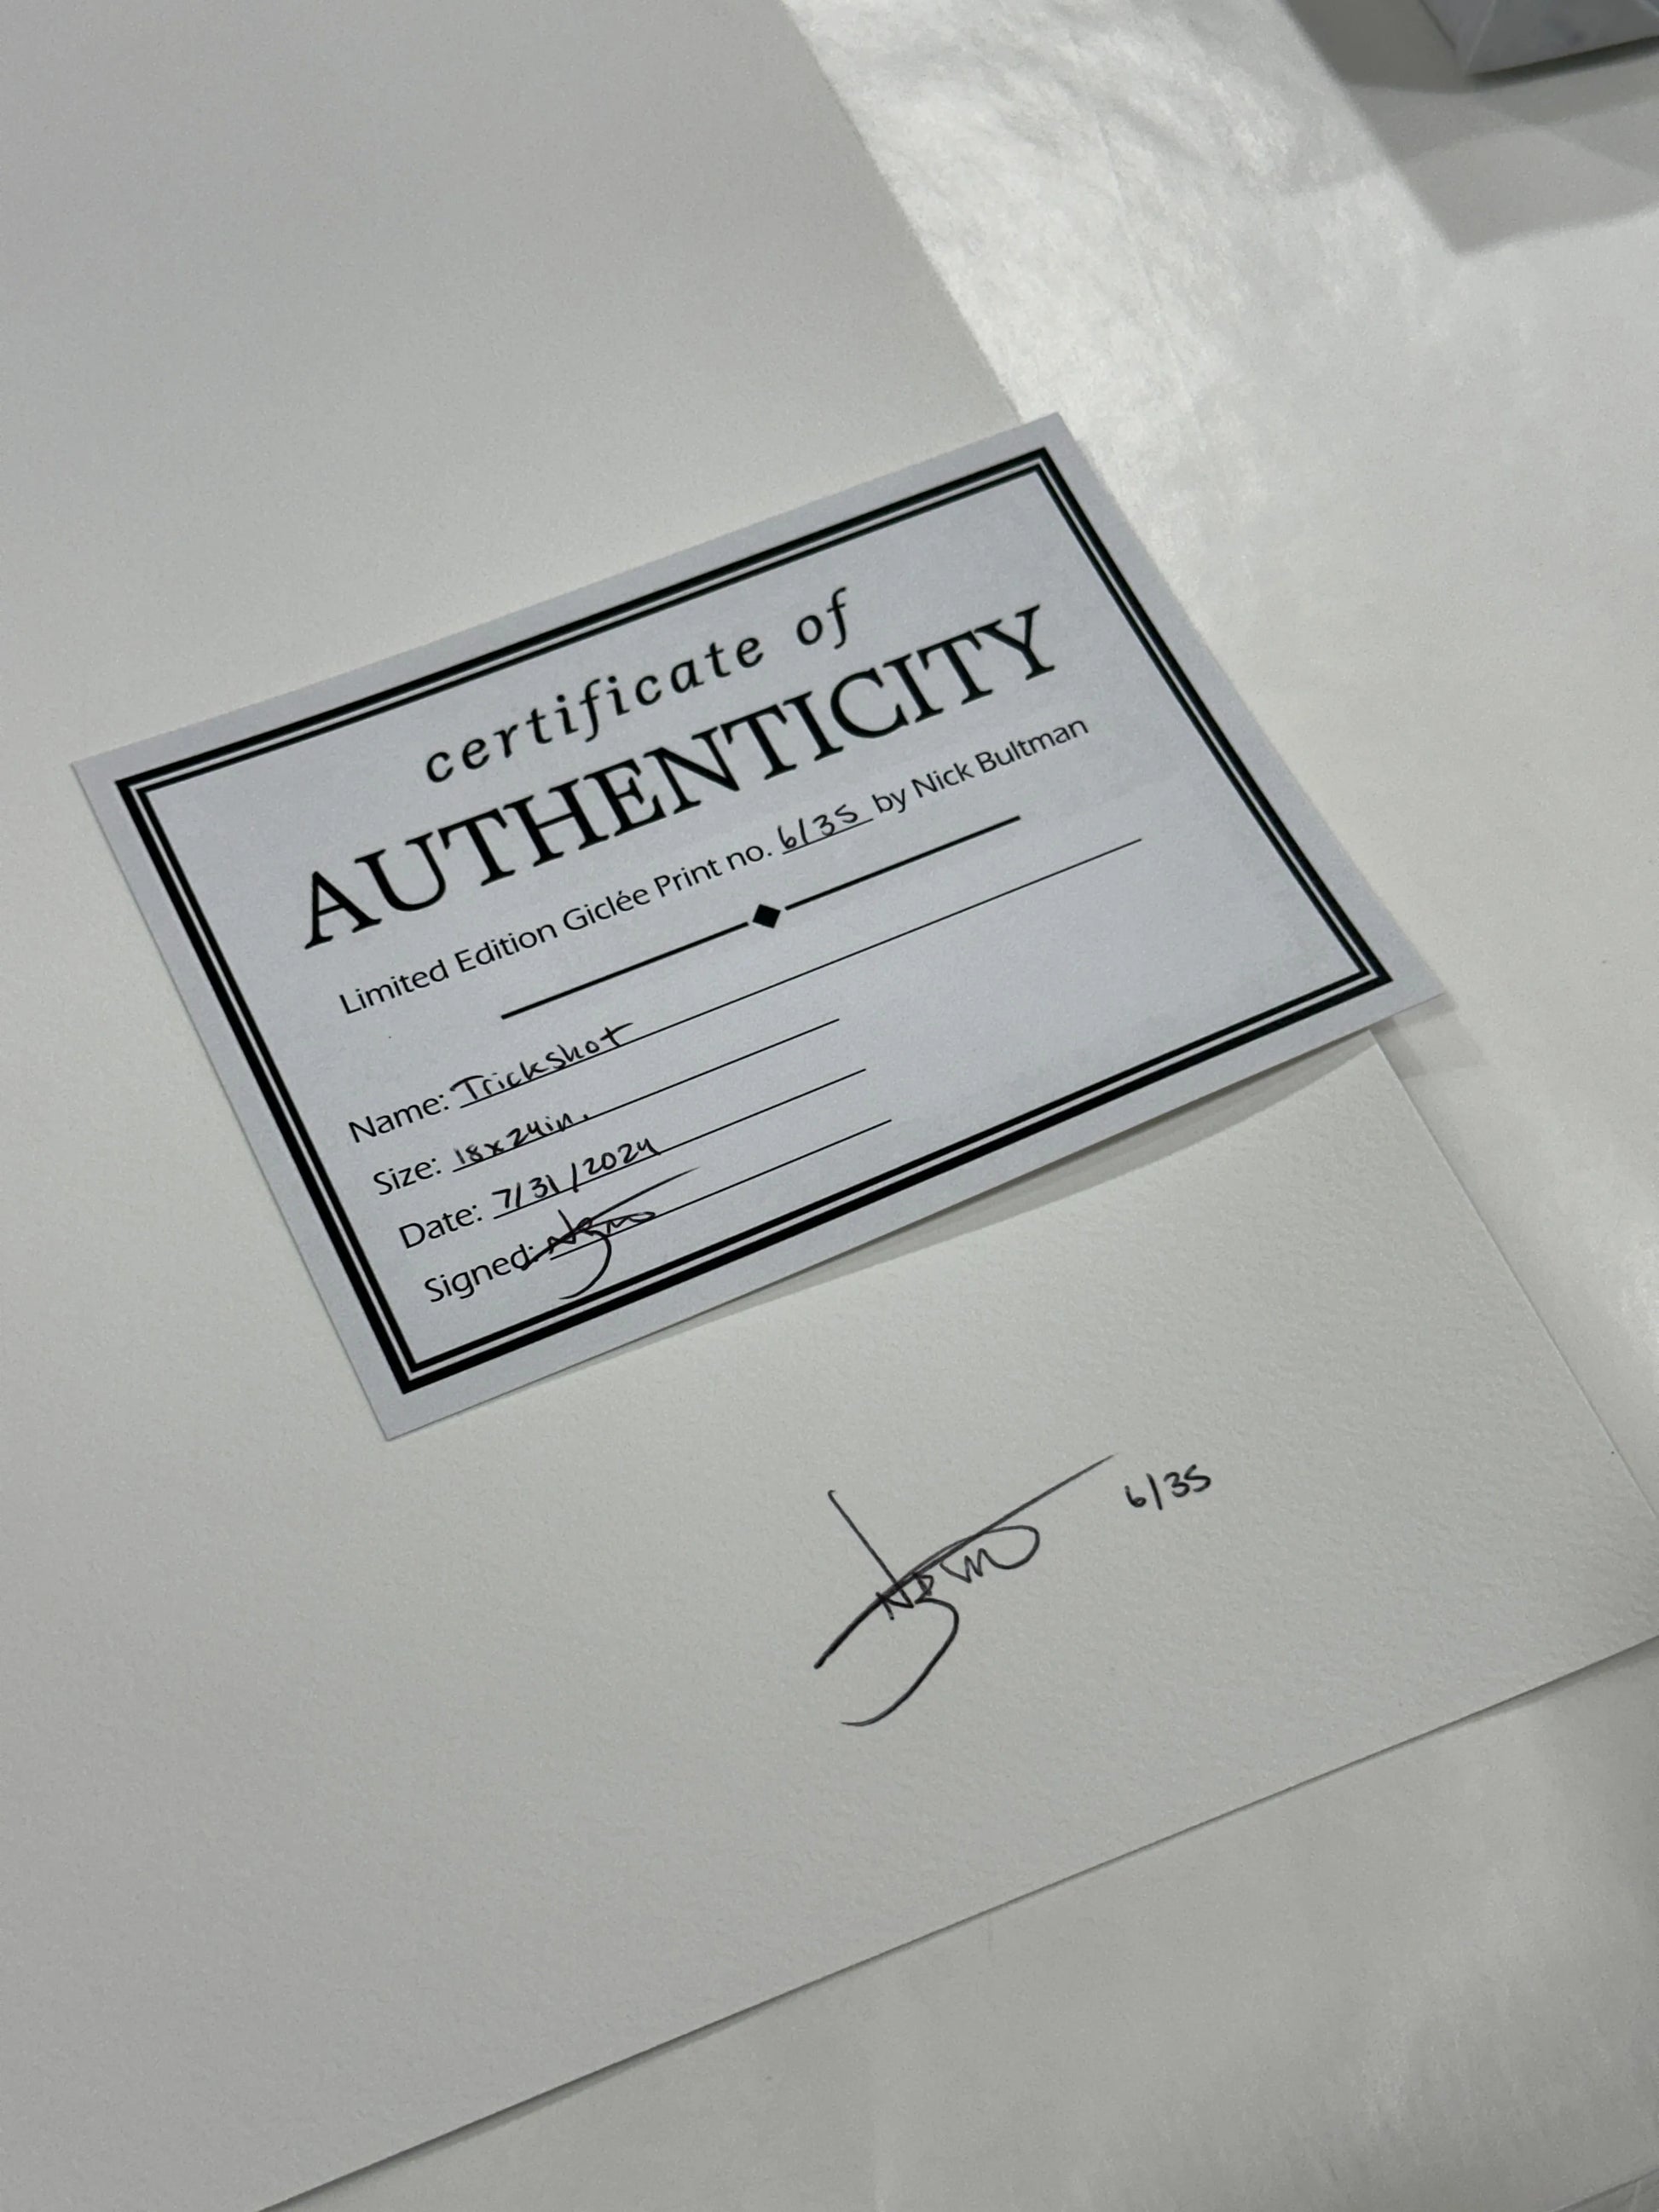 certificate of
AUTHENTICITY
Limited Edition Giclée Print no. 6/35 by Nick Bultman
Name: Trickshot
Size: 18x24in.
Date: 7/31/2024
Signed:
6/35